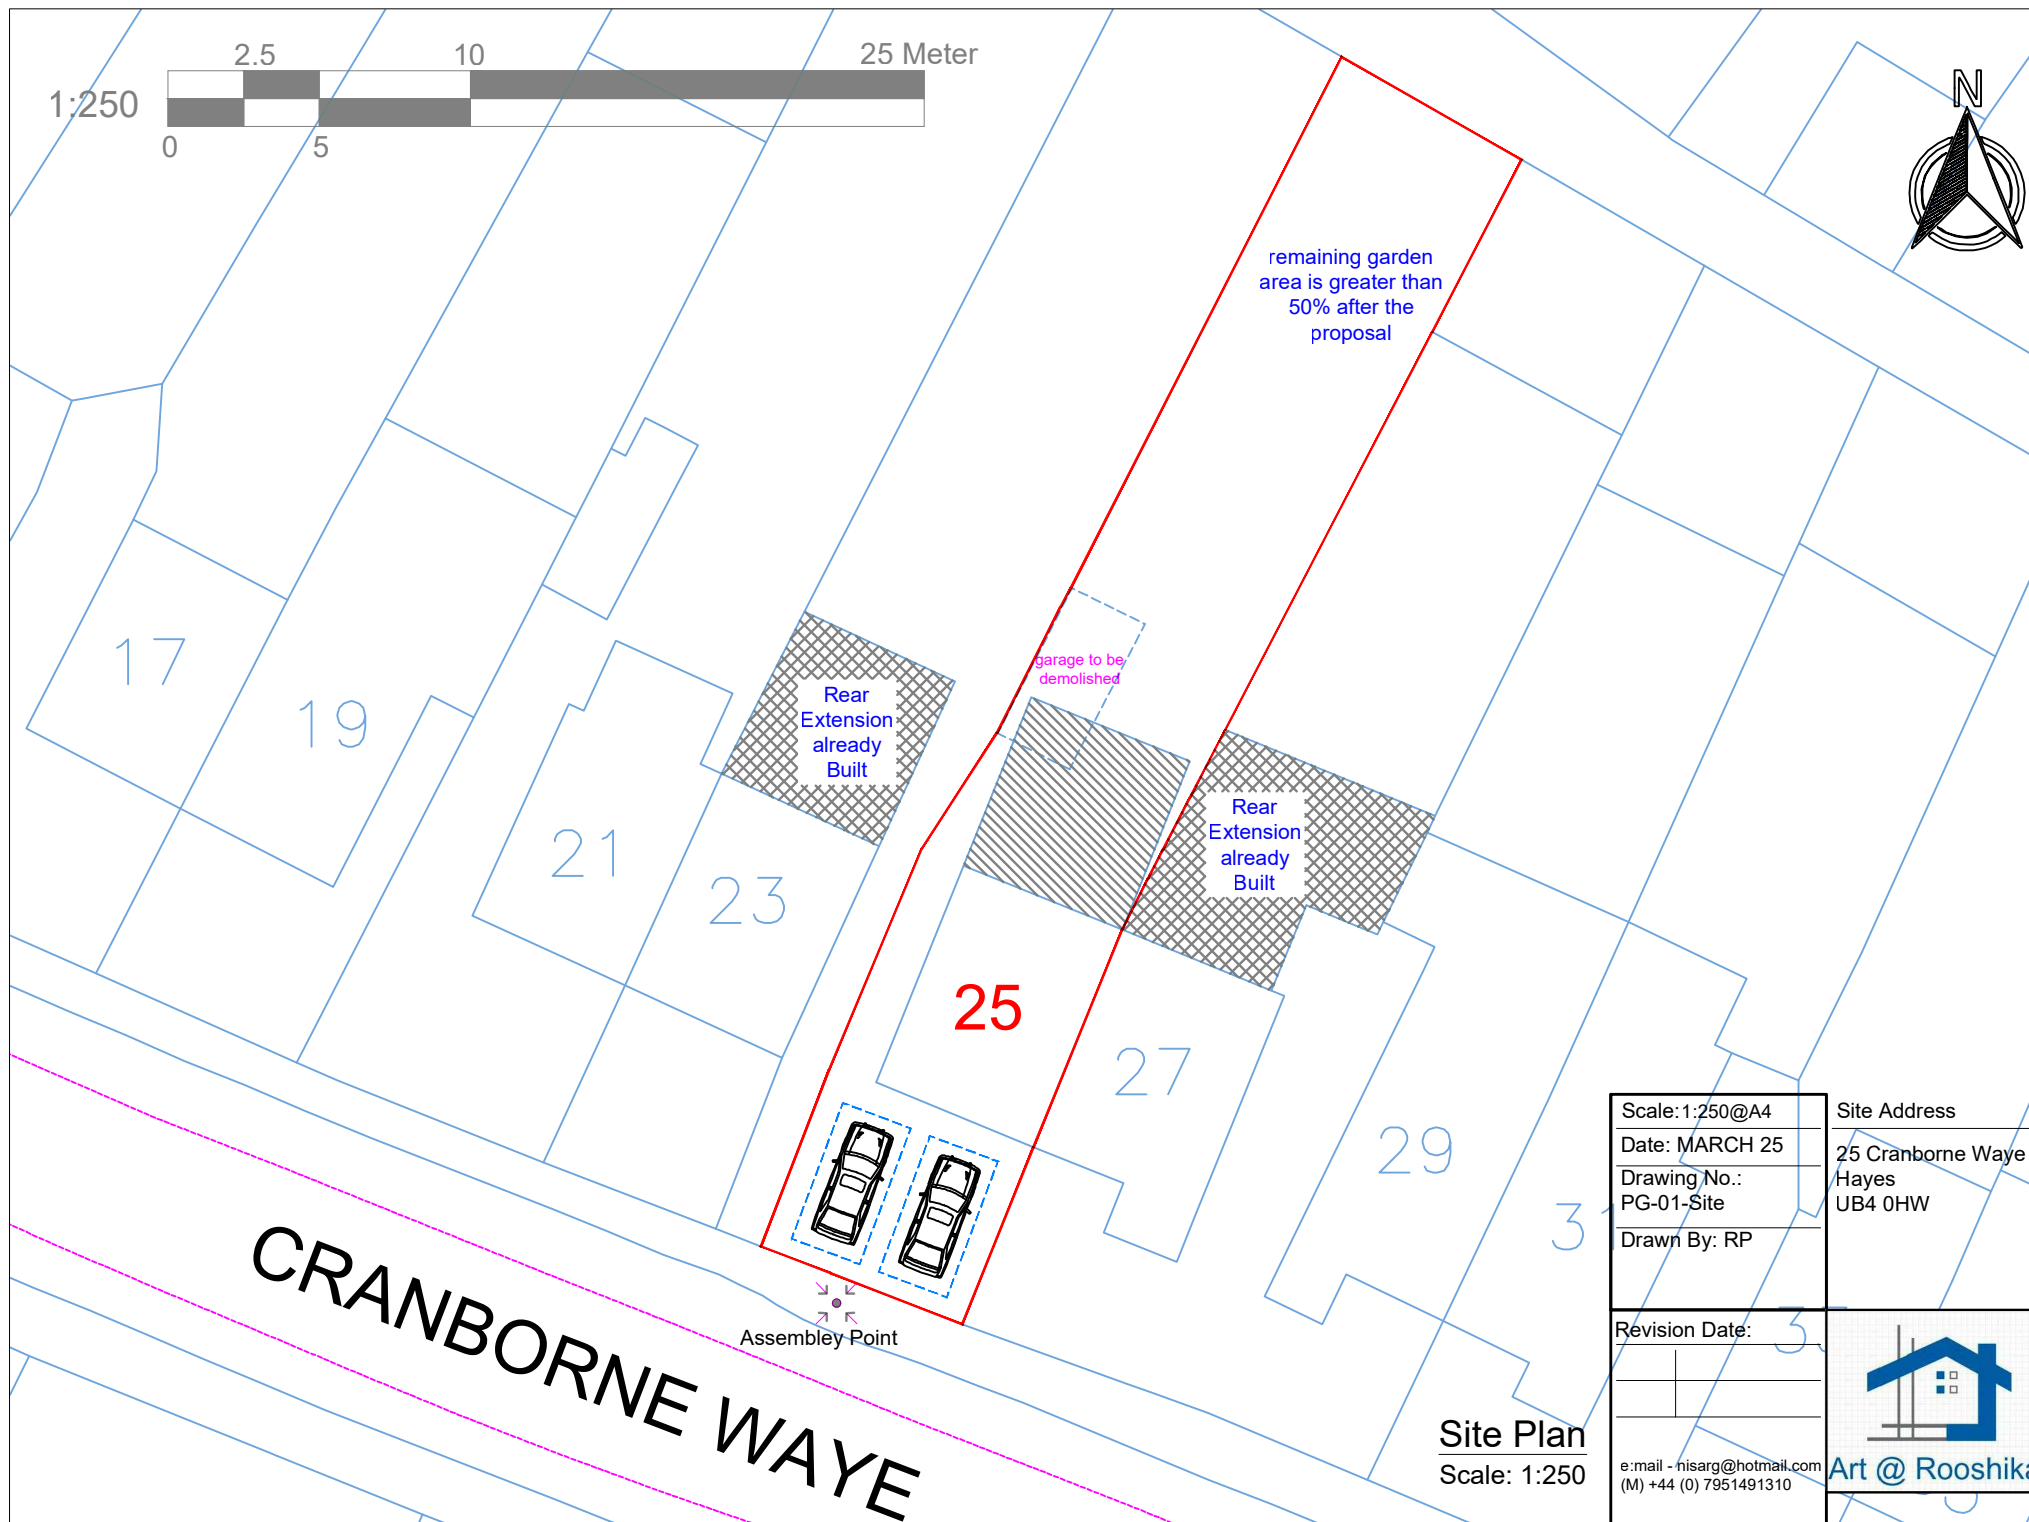 2.5
10
25 Meter
1:250
0
5
N
remaining garden
area is greater than
50% after the
proposal
garage to be
demolished
Rear
Extension
already
Built
Rear
Extension
already
Built
17
19
21
23
25
27
29
31
CRANBORNE WAYE
Assembley Point
Site Plan
Scale: 1:250
Scale:1:250@A4
Date: MARCH 25
Drawing No.:
PG-01-Site
Drawn By: RP
Site Address
25 Cranborne Waye
Hayes
UB4 0HW
Revision Date:
e:mail - nisarg@hotmail.com
(M) +44 (0) 7951491310
Art @ Rooshika